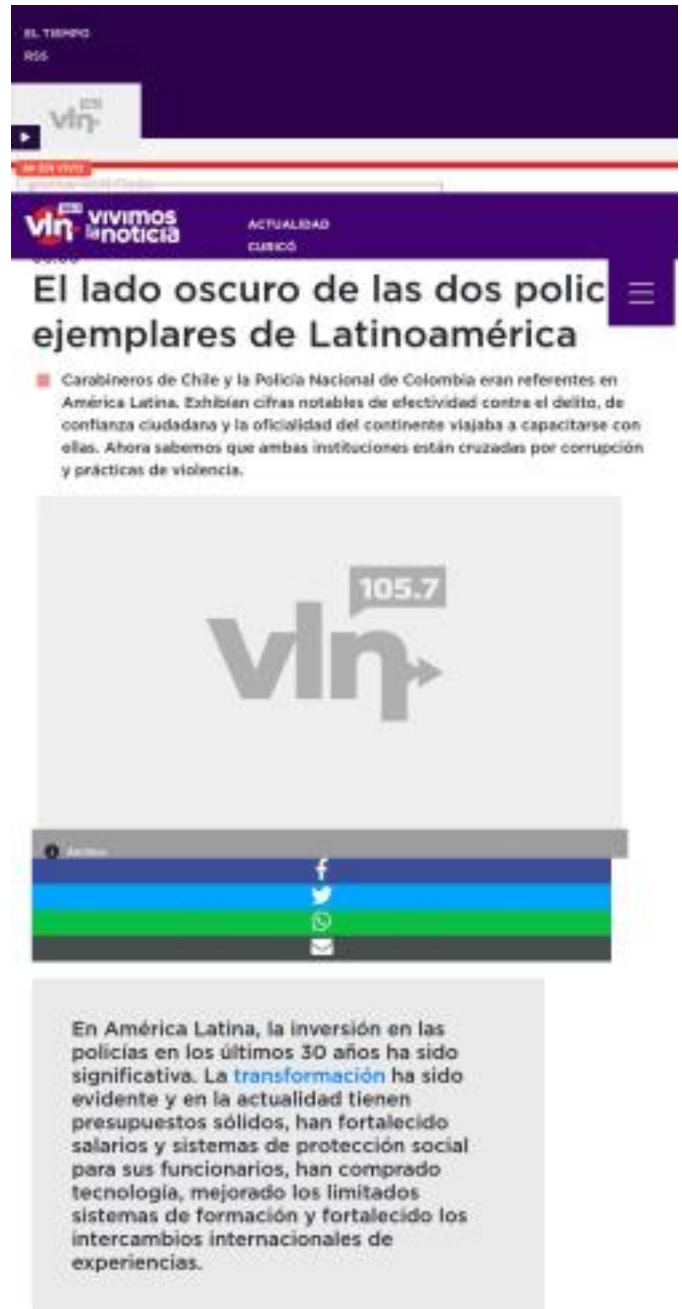 EL TIEMPO
RSS
vln
EN VIVO
105.7
vln vivimos
lanoticia
ACTUALIDAD
CURICÓ
El lado oscuro de las dos polic
ejemplares de Latinoamérica
Carabineros de Chile y la Policía Nacional de Colombia eran referentes en
América Latina. Exhibían cifras notables de efectividad contra el delito, de
confianza ciudadana y la oficialidad del continente viajaba a capacitarse con
ellas. Ahora sabemos que ambas instituciones están cruzadas por corrupción
y prácticas de violencia.
105.7
vln
Archivo
En América Latina, la inversión en las
policías en los últimos 30 años ha sido
significativa. La transformación ha sido
evidente y en la actualidad tienen
presupuestos sólidos, han fortalecido
salarios y sistemas de protección social
para sus funcionarios, han comprado
tecnología, mejorado los limitados
sistemas de formación y fortalecido los
intercambios internacionales de
experiencias.